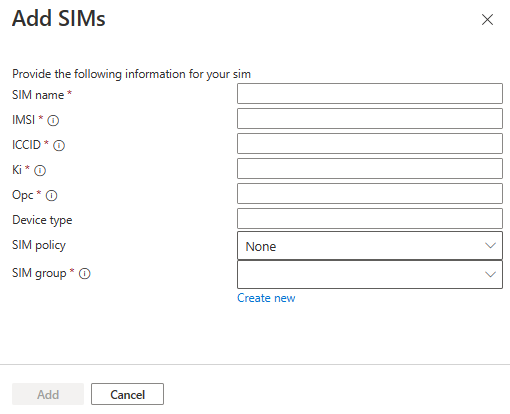 Add SIMs
Provide the following information for your sim
SIM name *
IMSI *
ICCID *
Ki *
Opc *
Device type
SIM policy None
SIM group *
Create new
Add Cancel